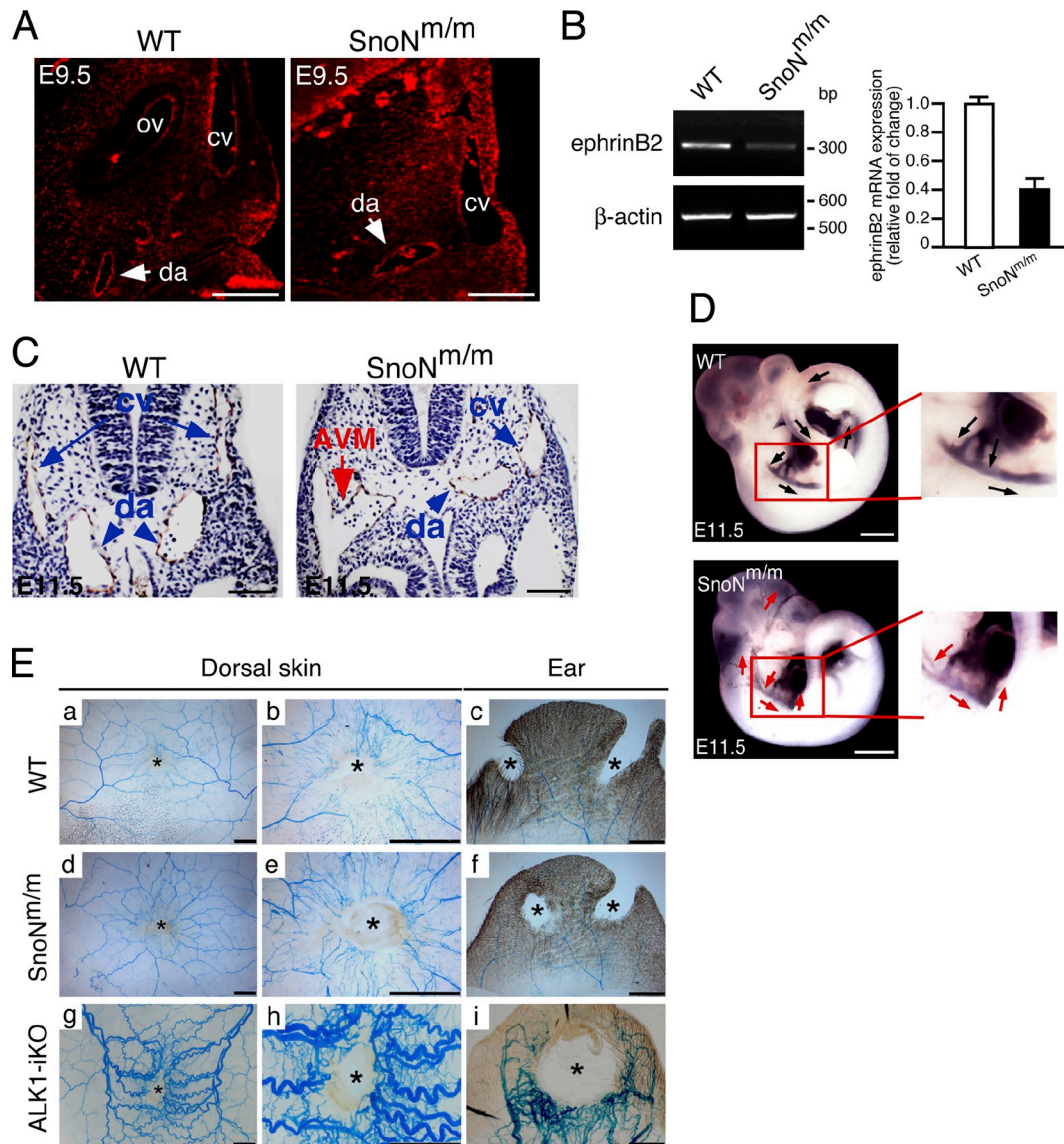 A
WT
SnoN^m/m
E9.5
ov
cv
da
E9.5
da
cv
B
WT
SnoN^m/m
bp
ephrinB2
300
β-actin
600
500
ephrinB2 mRNA expression
(relative fold of change)
1.0
0.8
0.6
0.4
0.2
0
WT
SnoN^m/m
C
WT
SnoN^m/m
cv
da
E11.5
AVM
cv
da
E11.5
D
WT
E11.5
SnoN^m/m
E11.5
E
Dorsal skin
Ear
WT
a
*
b
*
c
* *
SnoN^m/m
d
*
e
*
f
* *
ALK1-iKO
g
*
h
*
i
*